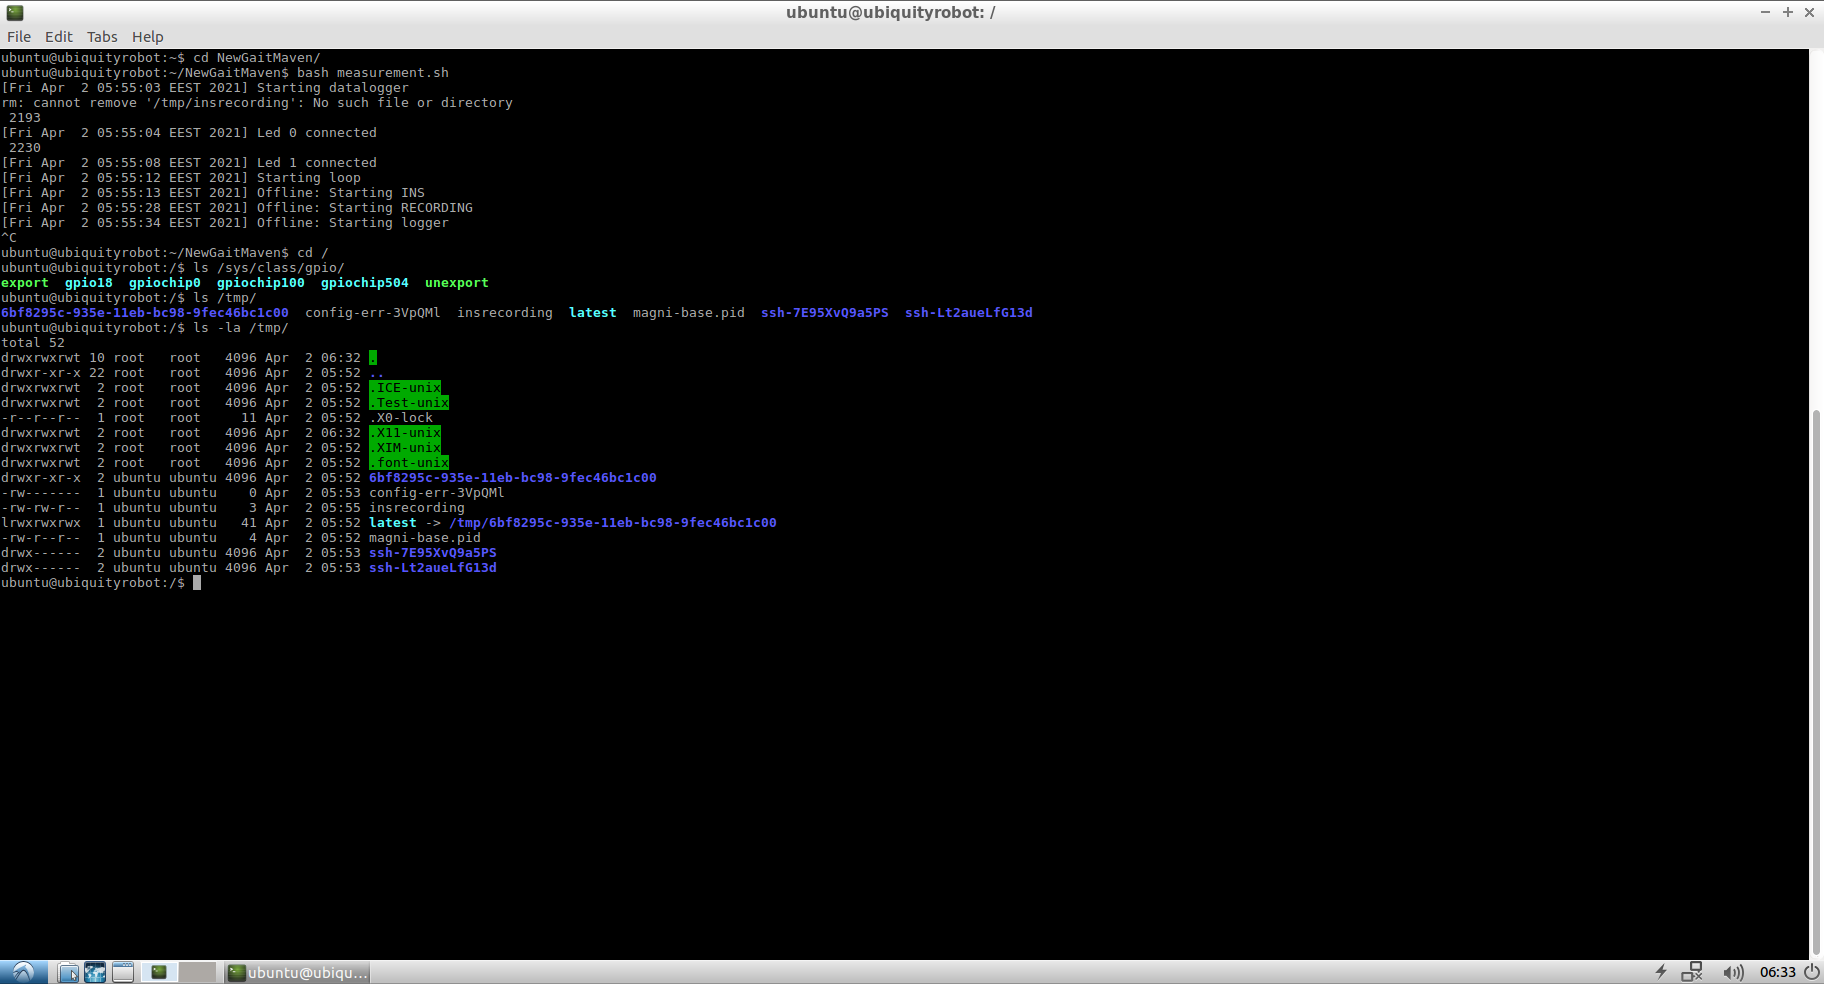 ubuntu@ubiquityrobot: /
File Edit Tabs Help
ubuntu@ubiquityrobot:~$ cd NewGaitMaven/
ubuntu@ubiquityrobot:~/NewGaitMaven$ bash measurement.sh
[Fri Apr  2 05:55:03 EEST 2021] Starting datalogger
rm: cannot remove '/tmp/insrecording': No such file or directory
 2193
[Fri Apr  2 05:55:04 EEST 2021] Led 0 connected
 2230
[Fri Apr  2 05:55:08 EEST 2021] Led 1 connected
[Fri Apr  2 05:55:12 EEST 2021] Starting loop
[Fri Apr  2 05:55:13 EEST 2021] Offline: Starting INS
[Fri Apr  2 05:55:28 EEST 2021] Offline: Starting RECORDING
[Fri Apr  2 05:55:34 EEST 2021] Offline: Starting logger
^C
ubuntu@ubiquityrobot:~/NewGaitMaven$ cd /
ubuntu@ubiquityrobot:/$ ls /sys/class/gpio/
export  gpio18  gpiochip0  gpiochip100  gpiochip504  unexport
ubuntu@ubiquityrobot:/$ ls /tmp/
6bf8295c-935e-11eb-bc98-9fec46bc1c00  config-err-3VpQMl  insrecording  latest  magni-base.pid  ssh-7E95XvQ9a5PS  ssh-Lt2aueLfG13d
ubuntu@ubiquityrobot:/$ ls -la /tmp/
total 52
drwxrwxrwt 10 root   root   4096 Apr  2 06:32 .
drwxr-xr-x 22 root   root   4096 Apr  2 05:52 ..
drwxrwxrwt  2 root   root   4096 Apr  2 05:52 .ICE-unix
drwxrwxrwt  2 root   root   4096 Apr  2 05:52 .Test-unix
-r--r--r--  1 root   root     11 Apr  2 05:52 .X0-lock
drwxrwxrwt  2 root   root   4096 Apr  2 06:32 .X11-unix
drwxrwxrwt  2 root   root   4096 Apr  2 05:52 .XIM-unix
drwxrwxrwt  2 root   root   4096 Apr  2 05:52 .font-unix
drwxr-xr-x  2 ubuntu ubuntu 4096 Apr  2 05:52 6bf8295c-935e-11eb-bc98-9fec46bc1c00
-rw-------  1 ubuntu ubuntu    0 Apr  2 05:53 config-err-3VpQMl
-rw-rw-r--  1 ubuntu ubuntu    3 Apr  2 05:55 insrecording
lrwxrwxrwx  1 ubuntu ubuntu   41 Apr  2 05:52 latest -> /tmp/6bf8295c-935e-11eb-bc98-9fec46bc1c00
-rw-r--r--  1 ubuntu ubuntu    4 Apr  2 05:52 magni-base.pid
drwx------  2 ubuntu ubuntu 4096 Apr  2 05:53 ssh-7E95XvQ9a5PS
drwx------  2 ubuntu ubuntu 4096 Apr  2 05:53 ssh-Lt2aueLfG13d
ubuntu@ubiquityrobot:/$
ubuntu@ubiqu... 06:33